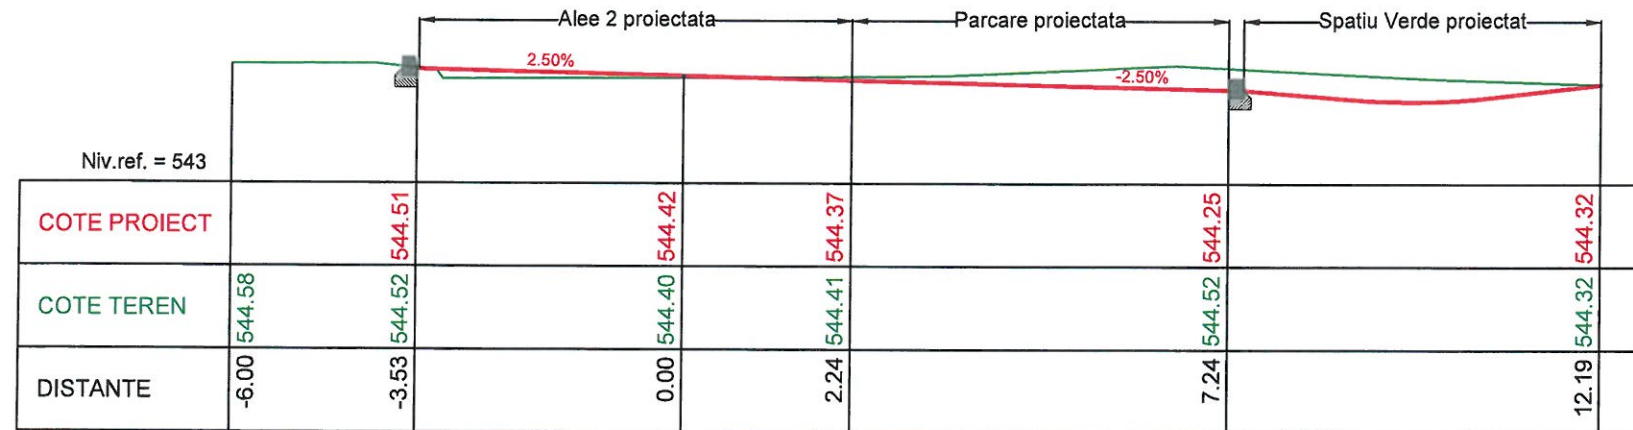 Alee 2 proiectata Parcare proiectata Spatiu Verde proiectat
2.50% -2.50%
Niv.ref. = 543
COTE PROIECT 544.51 544.42 544.37 544.25 544.32
COTE TEREN 544.58 544.52 544.40 544.41 544.52 544.32
DISTANTE -6.00 -3.53 0.00 2.24 7.24 12.19